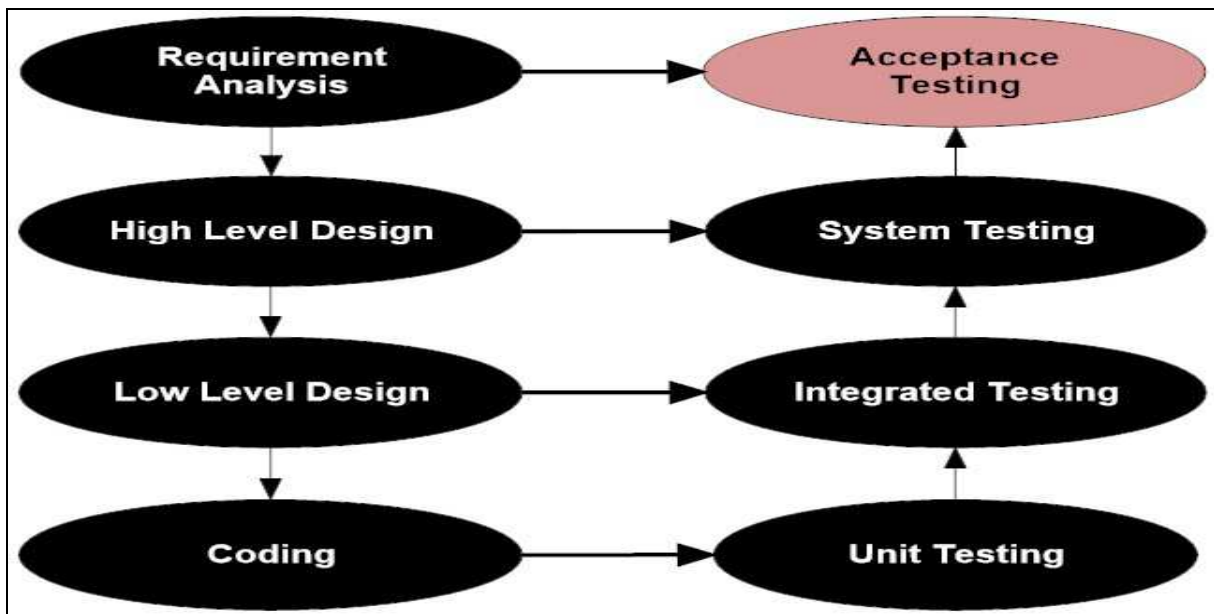 Requirement
Analysis
Acceptance
Testing
High Level Design
System Testing
Low Level Design
Integrated Testing
Coding
Unit Testing